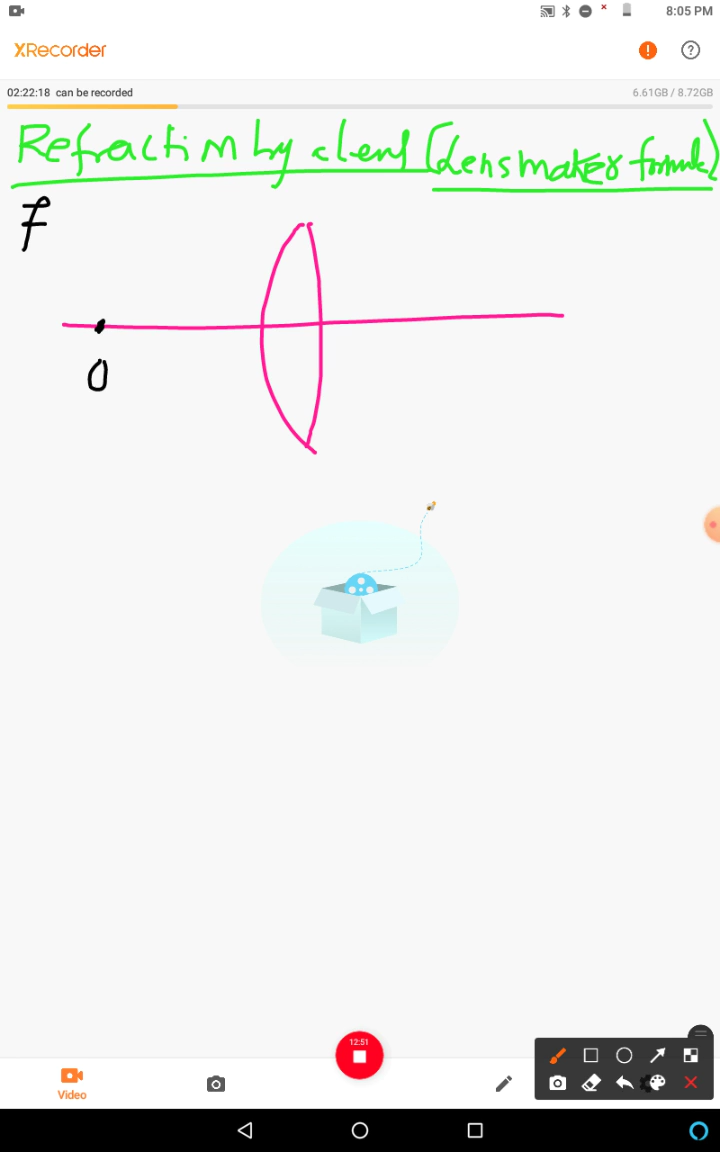 8:05 PM
XRecorder
02:22:18 can be recorded
6.61GB / 8.72GB
Refraction by a lens (Lens maker formula)
F
O
12:51
Video